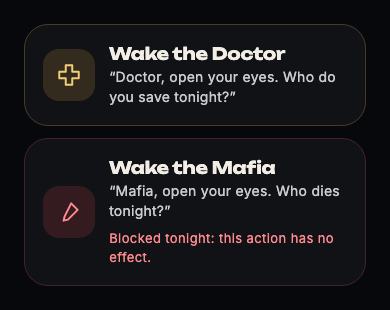 Wake the Doctor
“Doctor, open your eyes. Who do
you save tonight?”
Wake the Mafia
“Mafia, open your eyes. Who dies
tonight?”
Blocked tonight: this action has no
effect.